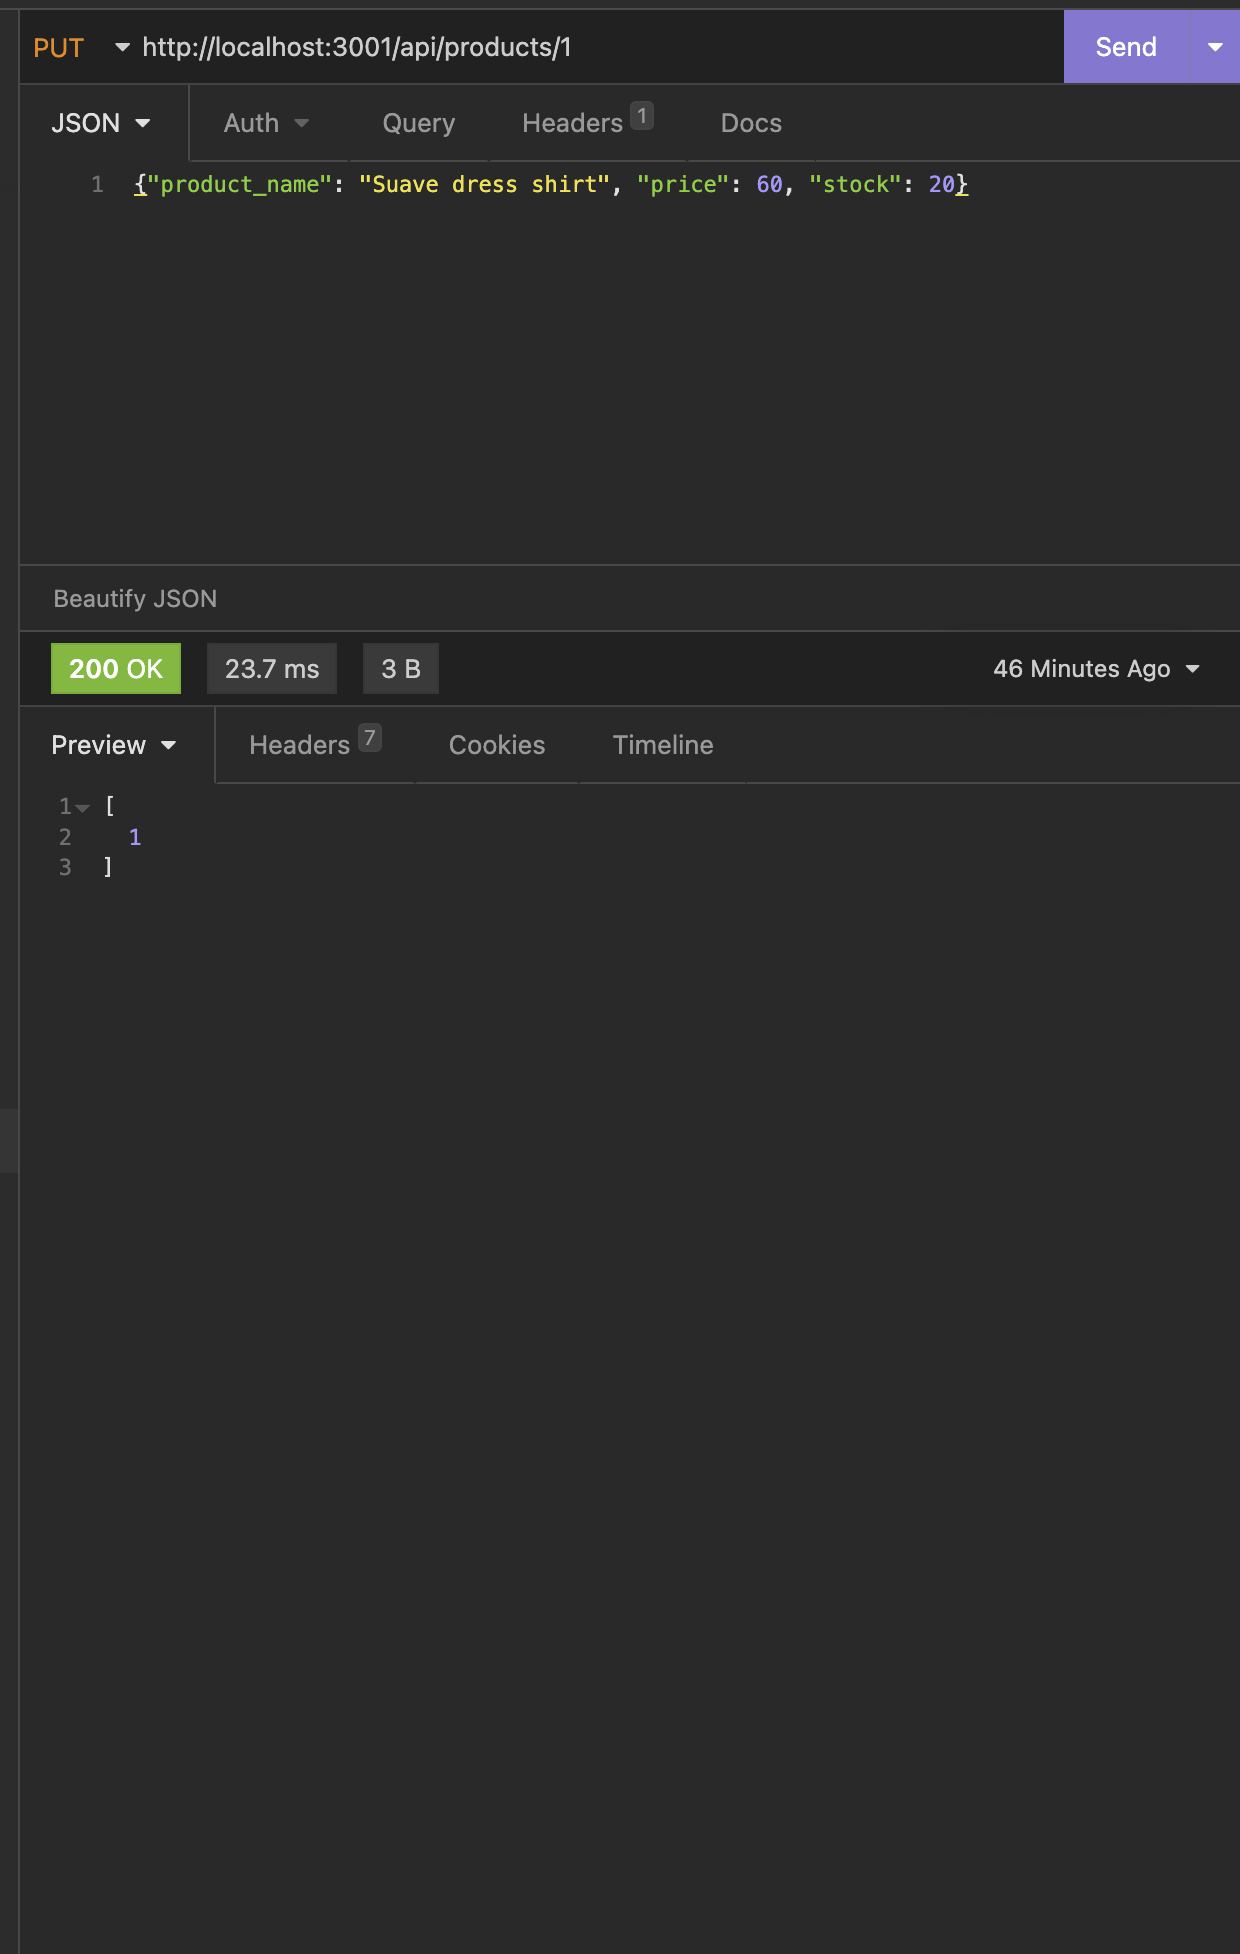 PUT http://localhost:3001/api/products/1 Send
JSON Auth Query Headers 1 Docs
1 {"product_name": "Suave dress shirt", "price": 60, "stock": 20}
Beautify JSON
200 OK 23.7 ms 3 B 46 Minutes Ago
Preview Headers 7 Cookies Timeline
1 [
2 1
3 ]